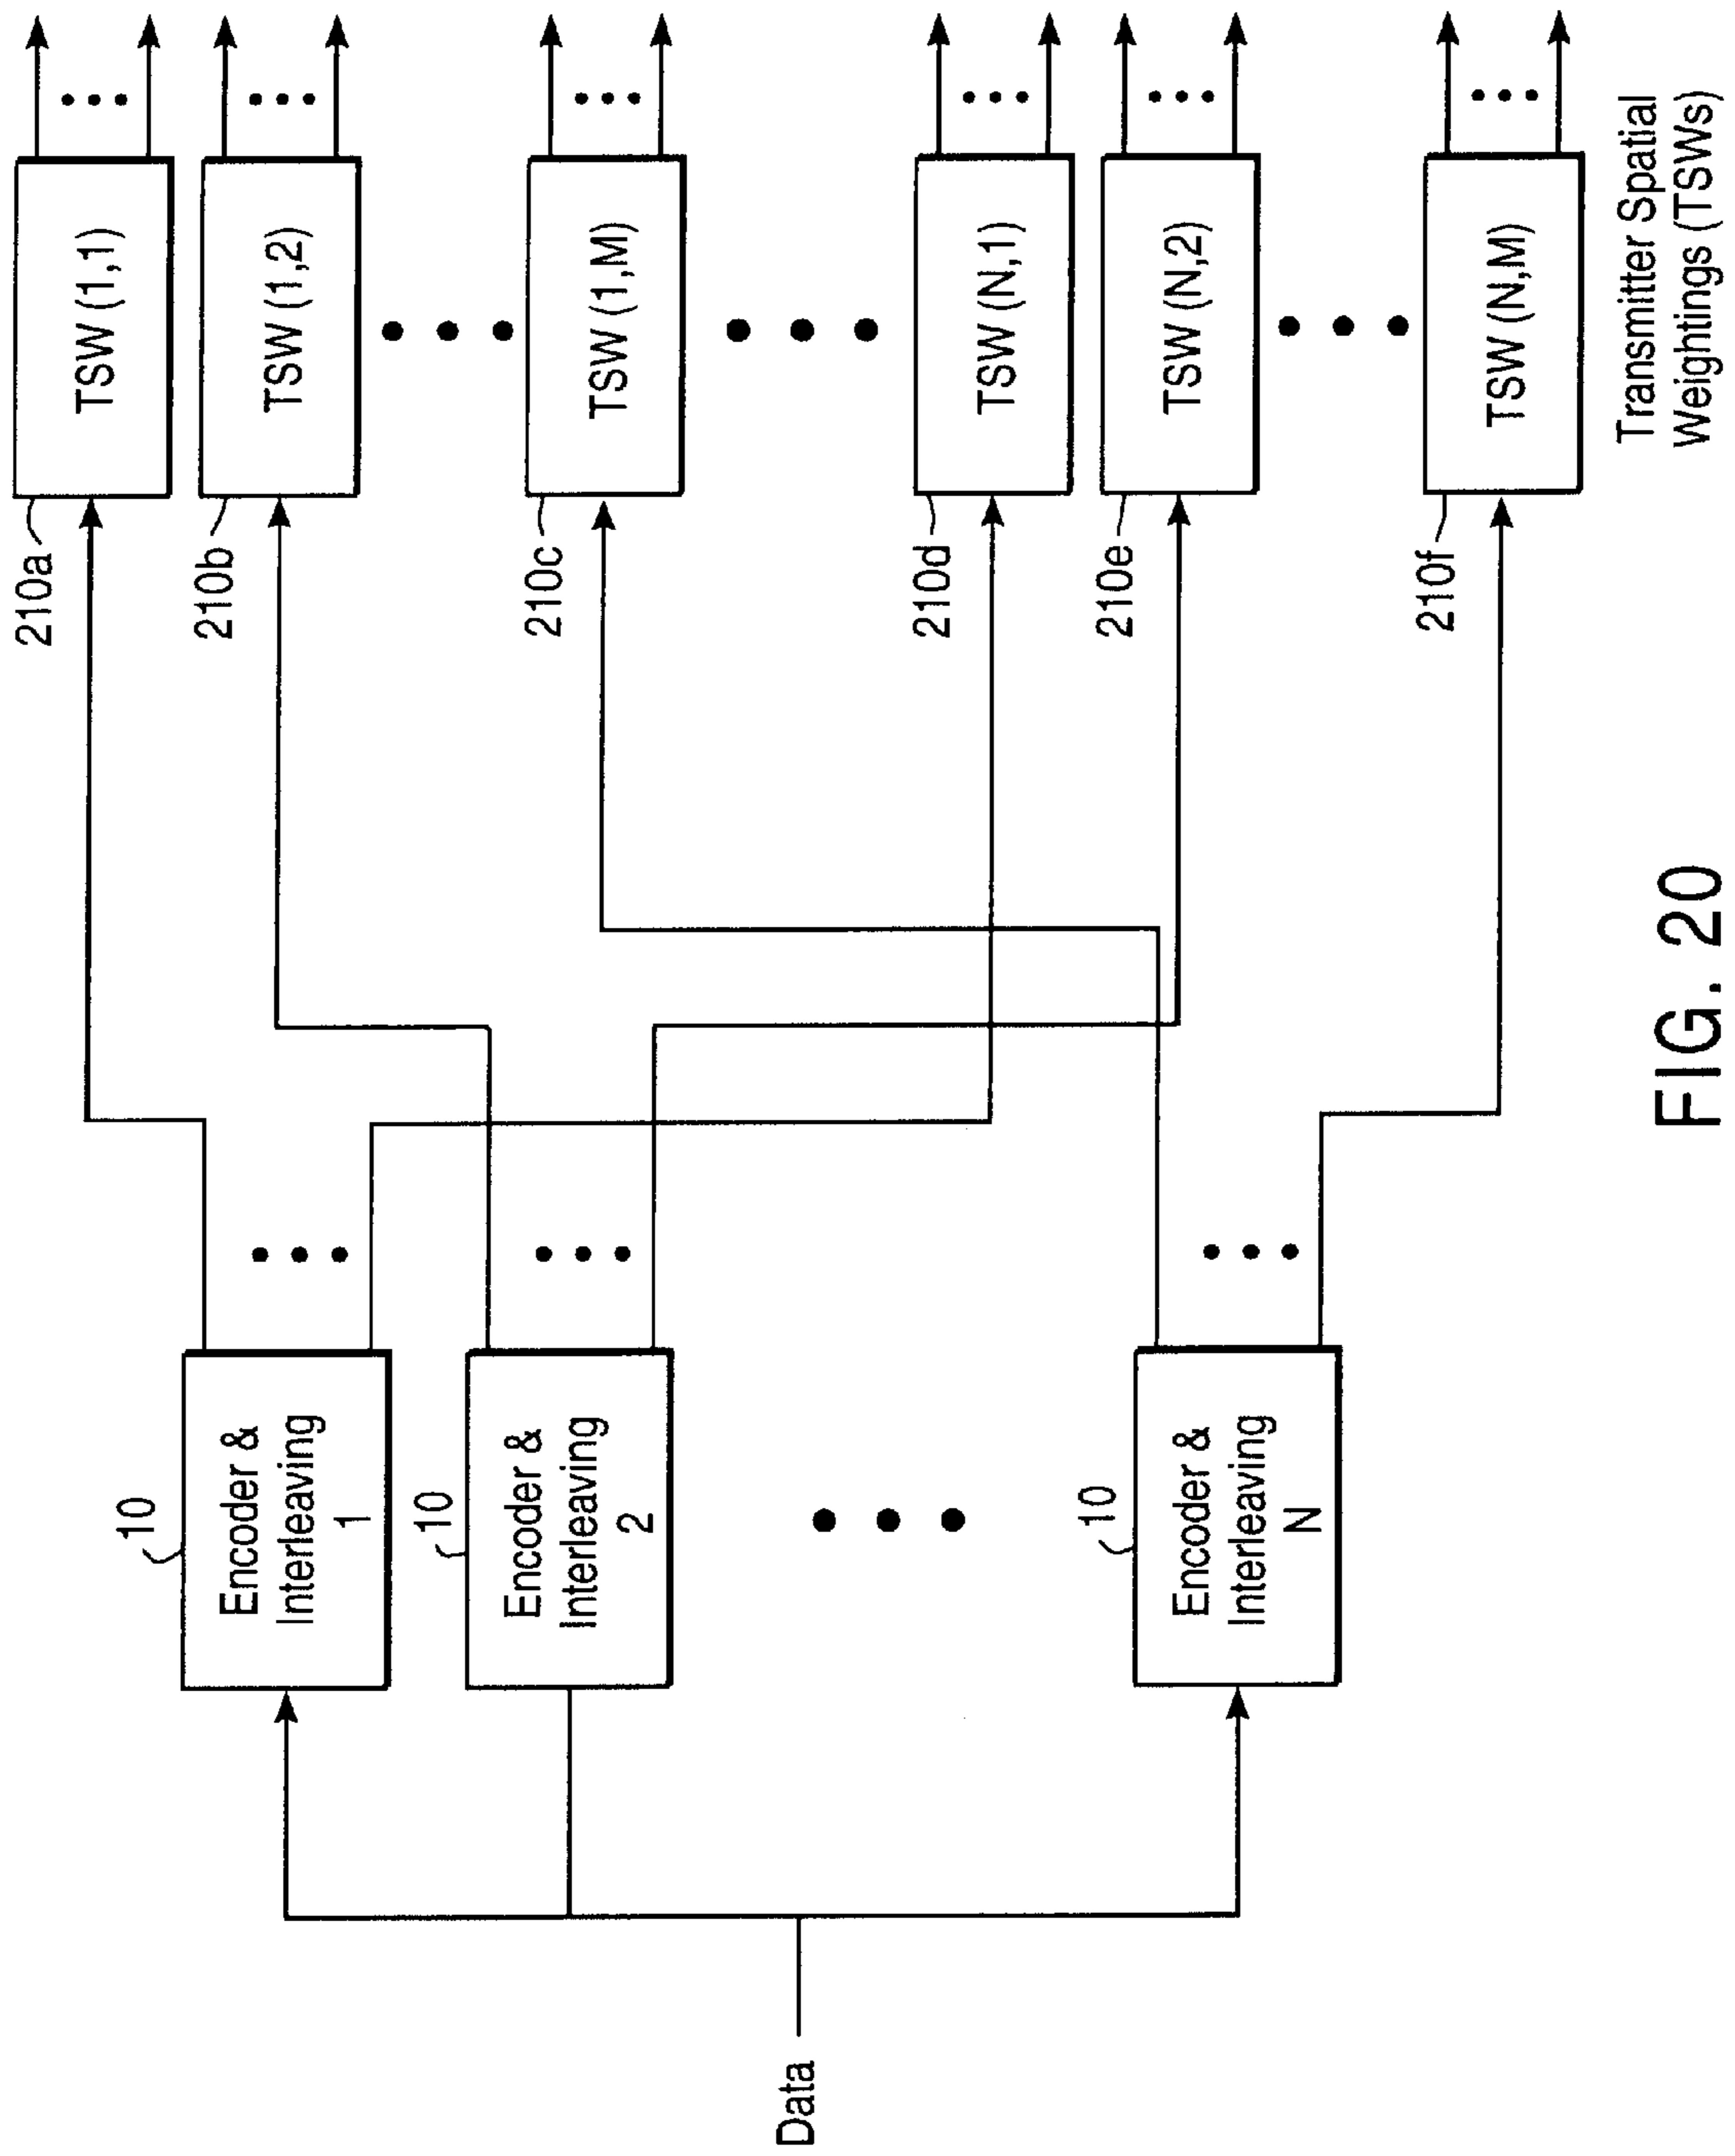 Data
10
Encoder &
Interleaving
1
10
Encoder &
Interleaving
2
10
Encoder &
Interleaving
N
210a
TSW (1,1)
210b
TSW (1,2)
210c
TSW (1,M)
210d
TSW (N,1)
210e
TSW (N,2)
210f
TSW (N,M)
Transmitter Spatial
Weightings (TSWs)
FIG. 20